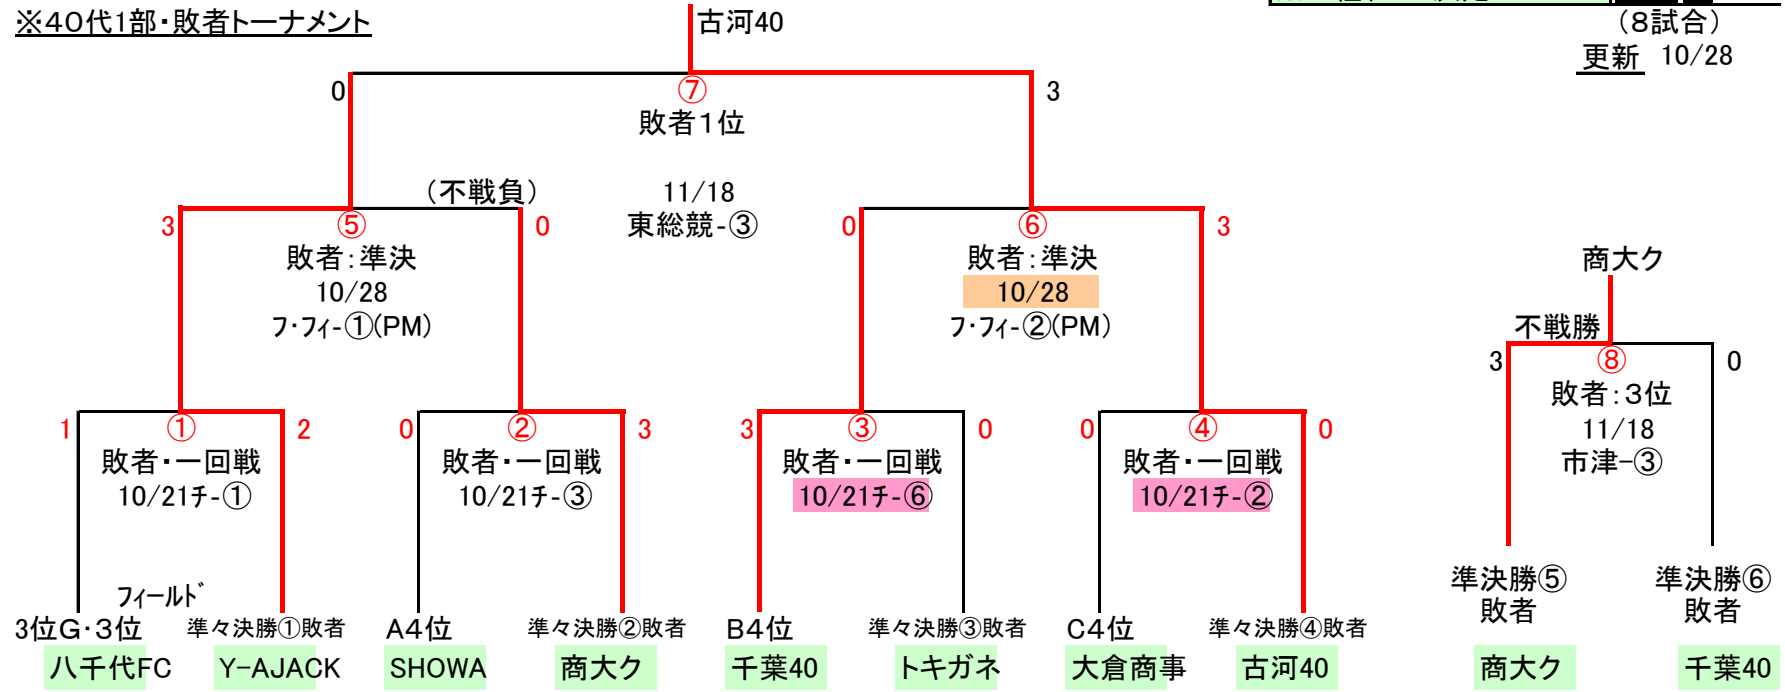 ※40代1部・敗者トーナメント
古河40
(8試合)
更新 10/28
0
⑦
3
敗者1位
(不戦負)
11/18
東総競-③
3
⑤
0
0
⑥
3
敗者:準決
10/28
フ・フィ-①(PM)
敗者:準決
10/28
フ・フィ-②(PM)
商大ク
不戦勝
3
⑧
0
敗者:3位
11/18
市津-③
1
①
2
0
②
3
3
③
0
0
④
0
敗者・一回戦
10/21チ-①
敗者・一回戦
10/21チ-③
敗者・一回戦
10/21チ-⑥
敗者・一回戦
10/21チ-②
フィールド
3位G・3位
準々決勝①敗者
A4位
準々決勝②敗者
B4位
準々決勝③敗者
C4位
準々決勝④敗者
準決勝⑤
敗者
準決勝⑥
敗者
八千代FC
Y-AJACK
SHOWA
商大ク
千葉40
トキガネ
大倉商事
古河40
商大ク
千葉40